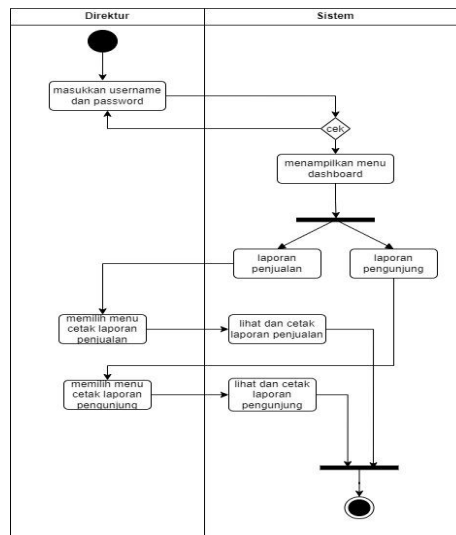 Direktur
Sistem
masukkan username
dan password
cek
menampilkan menu
dashboard
laporan
penjualan
laporan
pengunjung
memilih menu
cetak laporan
penjualan
lihat dan cetak
laporan penjualan
memilih menu
cetak laporan
pengunjung
lihat dan cetak
laporan
pengunjung